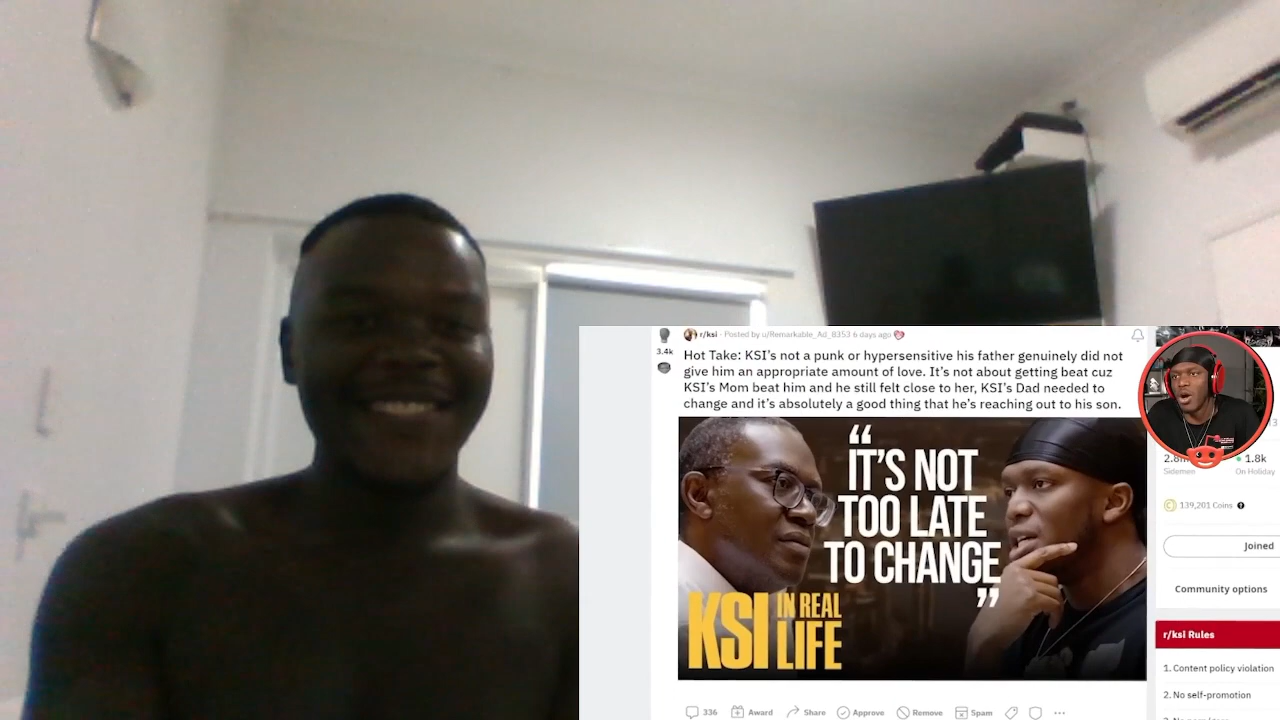 r/ksi · Posted by u/Remarkable_Ad_8353 6 days ago
3.4k
Hot Take: KSI's not a punk or hypersensitive his father genuinely did not
give him an appropriate amount of love. It's not about getting beat cuz
KSI's Mom beat him and he still felt close to her, KSI's Dad needed to
change and it's absolutely a good thing that he's reaching out to his son.
“
IT'S NOT
TOO LATE
TO CHANGE
”
KSI IN REAL
LIFE
336 Award Share Approve Remove Spam
1.8k
Sidemen On Holiday
139,201 Coins
Joined
Community options
r/ksi Rules
1. Content policy violation
2. No self-promotion